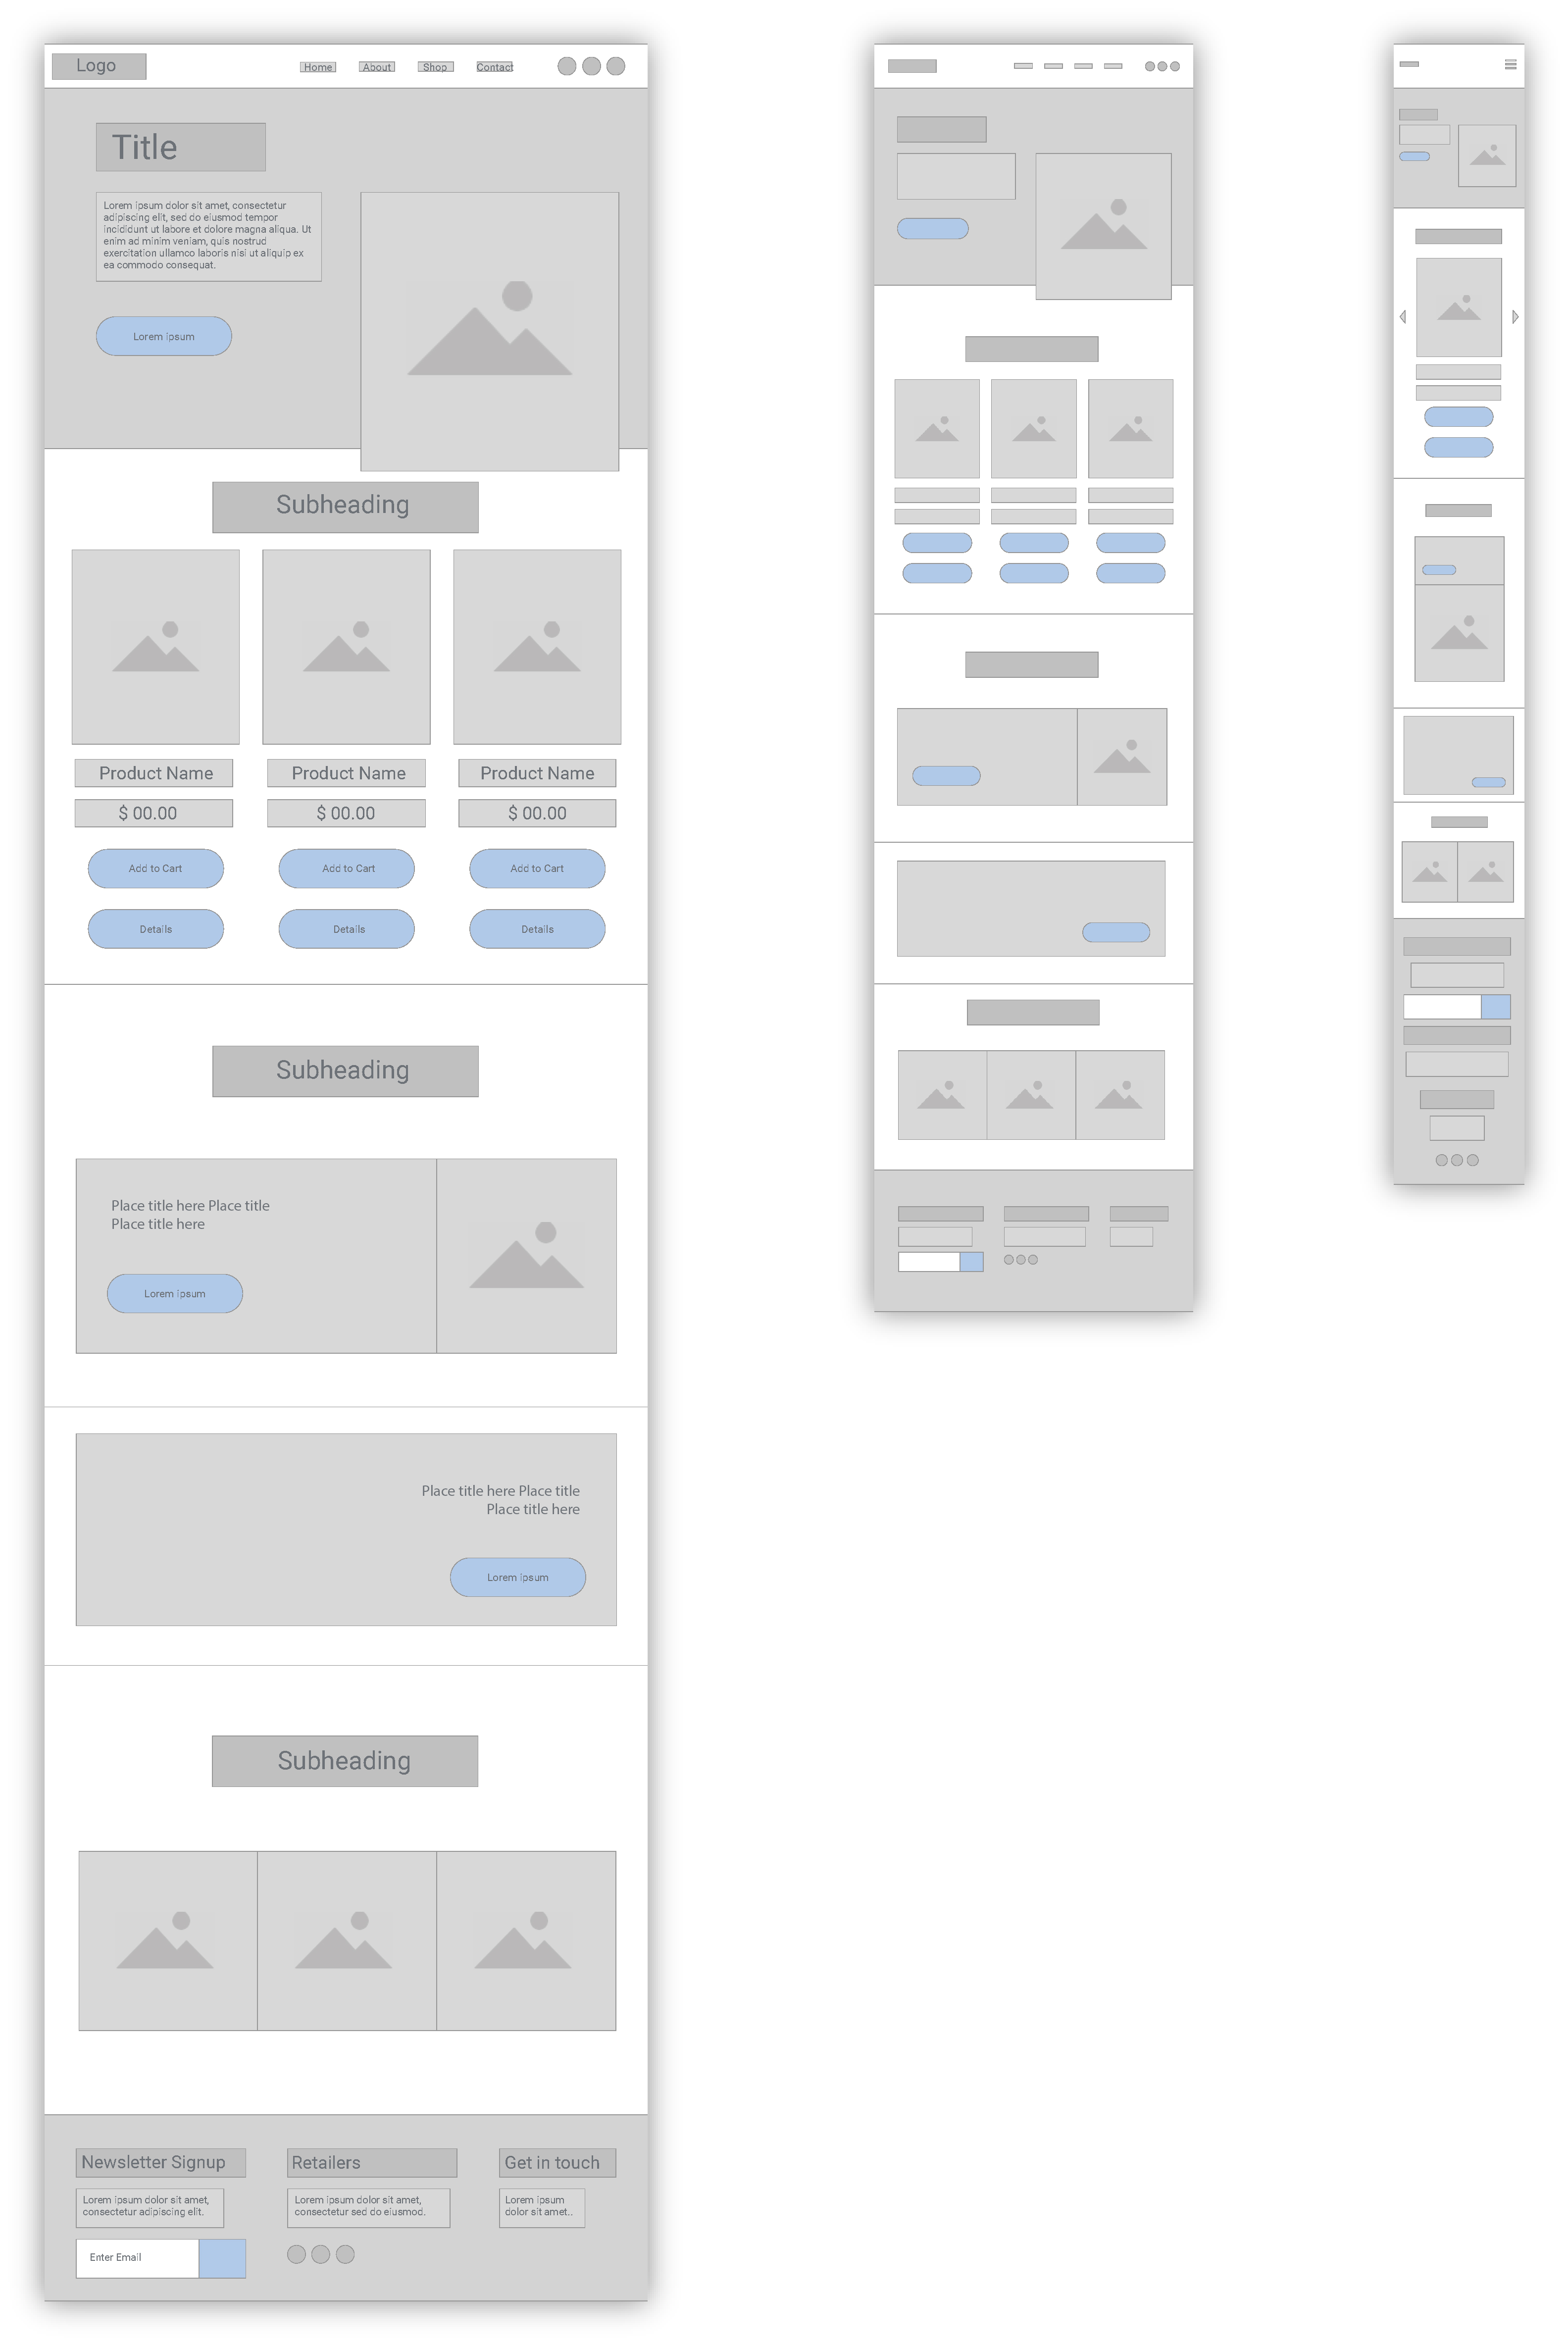 Logo
Home About Shop Contact
Title
Lorem ipsum dolor sit amet, consectetur
adipiscing elit, sed do eiusmod tempor
incididunt ut labore et dolore magna aliqua. Ut
enim ad minim veniam, quis nostrud
exercitation ullamco laboris nisi ut aliquip ex
ea commodo consequat.
Lorem ipsum
Subheading
Product Name Product Name Product Name
$ 00.00 $ 00.00 $ 00.00
Add to Cart Add to Cart Add to Cart
Details Details Details
Subheading
Place title here Place title
Place title here
Lorem ipsum
Place title here Place title
Place title here
Lorem ipsum
Subheading
Newsletter Signup
Lorem ipsum dolor sit amet,
consectetur adipiscing elit.
Enter Email
Retailers
Lorem ipsum dolor sit amet,
consectetur sed do eiusmod.
Get in touch
Lorem ipsum
dolor sit amet..